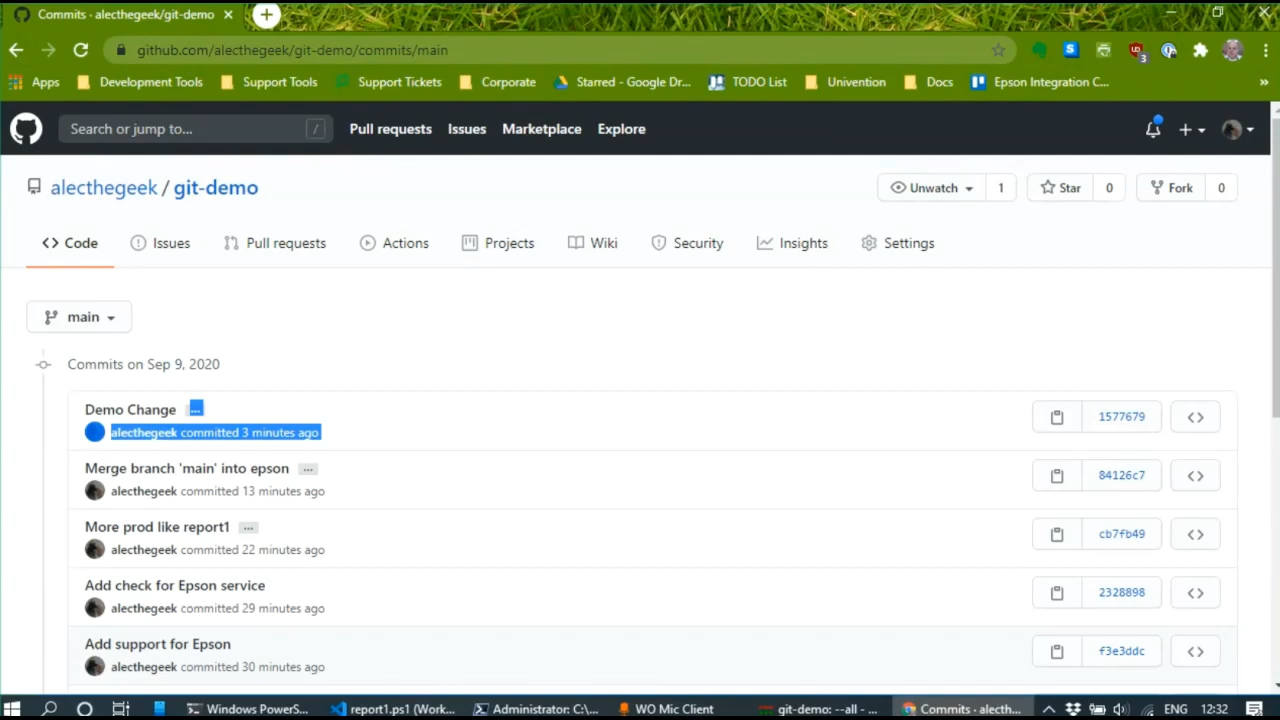 Commits · alecthegeek/git-demo
github.com/alecthegeek/git-demo/commits/main
3
Apps Development Tools Support Tools Support Tickets Corporate Starred - Google Dr... TODO List Univention Docs Epson Integration C... »
Search or jump to... / Pull requests Issues Marketplace Explore
alecthegeek / git-demo Unwatch 1 Star 0 Fork 0
Code Issues Pull requests Actions Projects Wiki Security Insights Settings
main
Commits on Sep 9, 2020
Demo Change ...
1577679
alecthegeek committed 3 minutes ago
Merge branch 'main' into epson ...
84126c7
alecthegeek committed 13 minutes ago
More prod like report1 ...
cb7fb49
alecthegeek committed 22 minutes ago
Add check for Epson service
2328898
alecthegeek committed 29 minutes ago
Add support for Epson
f3e3ddc
alecthegeek committed 30 minutes ago
Windows PowerS... report1.ps1 (Work... Administrator: C:\... WO Mic Client git-demo: --all - ... Commits · alecth... ENG 12:32